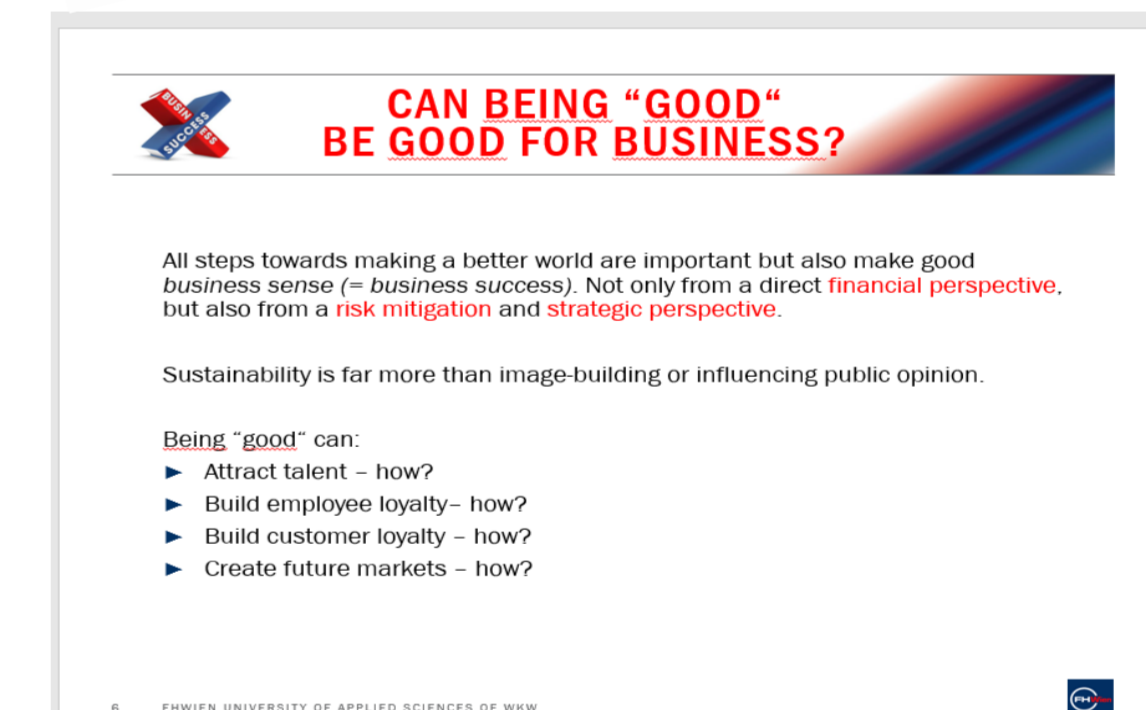 BUSINESS
SUCCESS
CAN BEING “GOOD“
BE GOOD FOR BUSINESS?
All steps towards making a better world are important but also make good
business sense (= business success). Not only from a direct financial perspective,
but also from a risk mitigation and strategic perspective.
Sustainability is far more than image-building or influencing public opinion.
Being “good“ can:
► Attract talent – how?
► Build employee loyalty– how?
► Build customer loyalty – how?
► Create future markets – how?
6 FHWIEN UNIVERSITY OF APPLIED SCIENCES OF WKW
FHWien